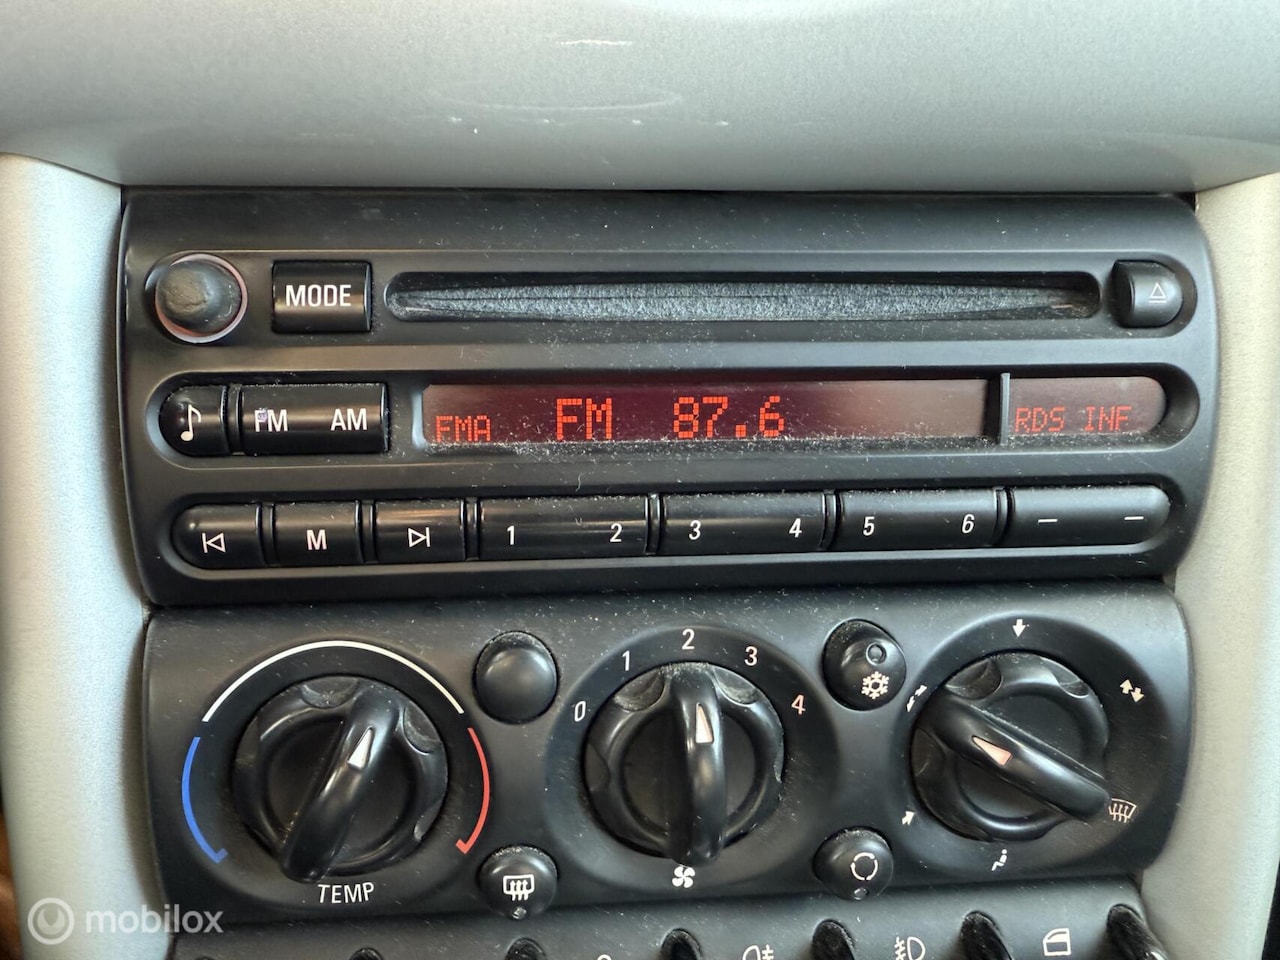 MODE
FM AM
FMA FM 87.6 RDS INF
M 1 2 3 4 5 6
0 1 2 3 4
TEMP
mobilox